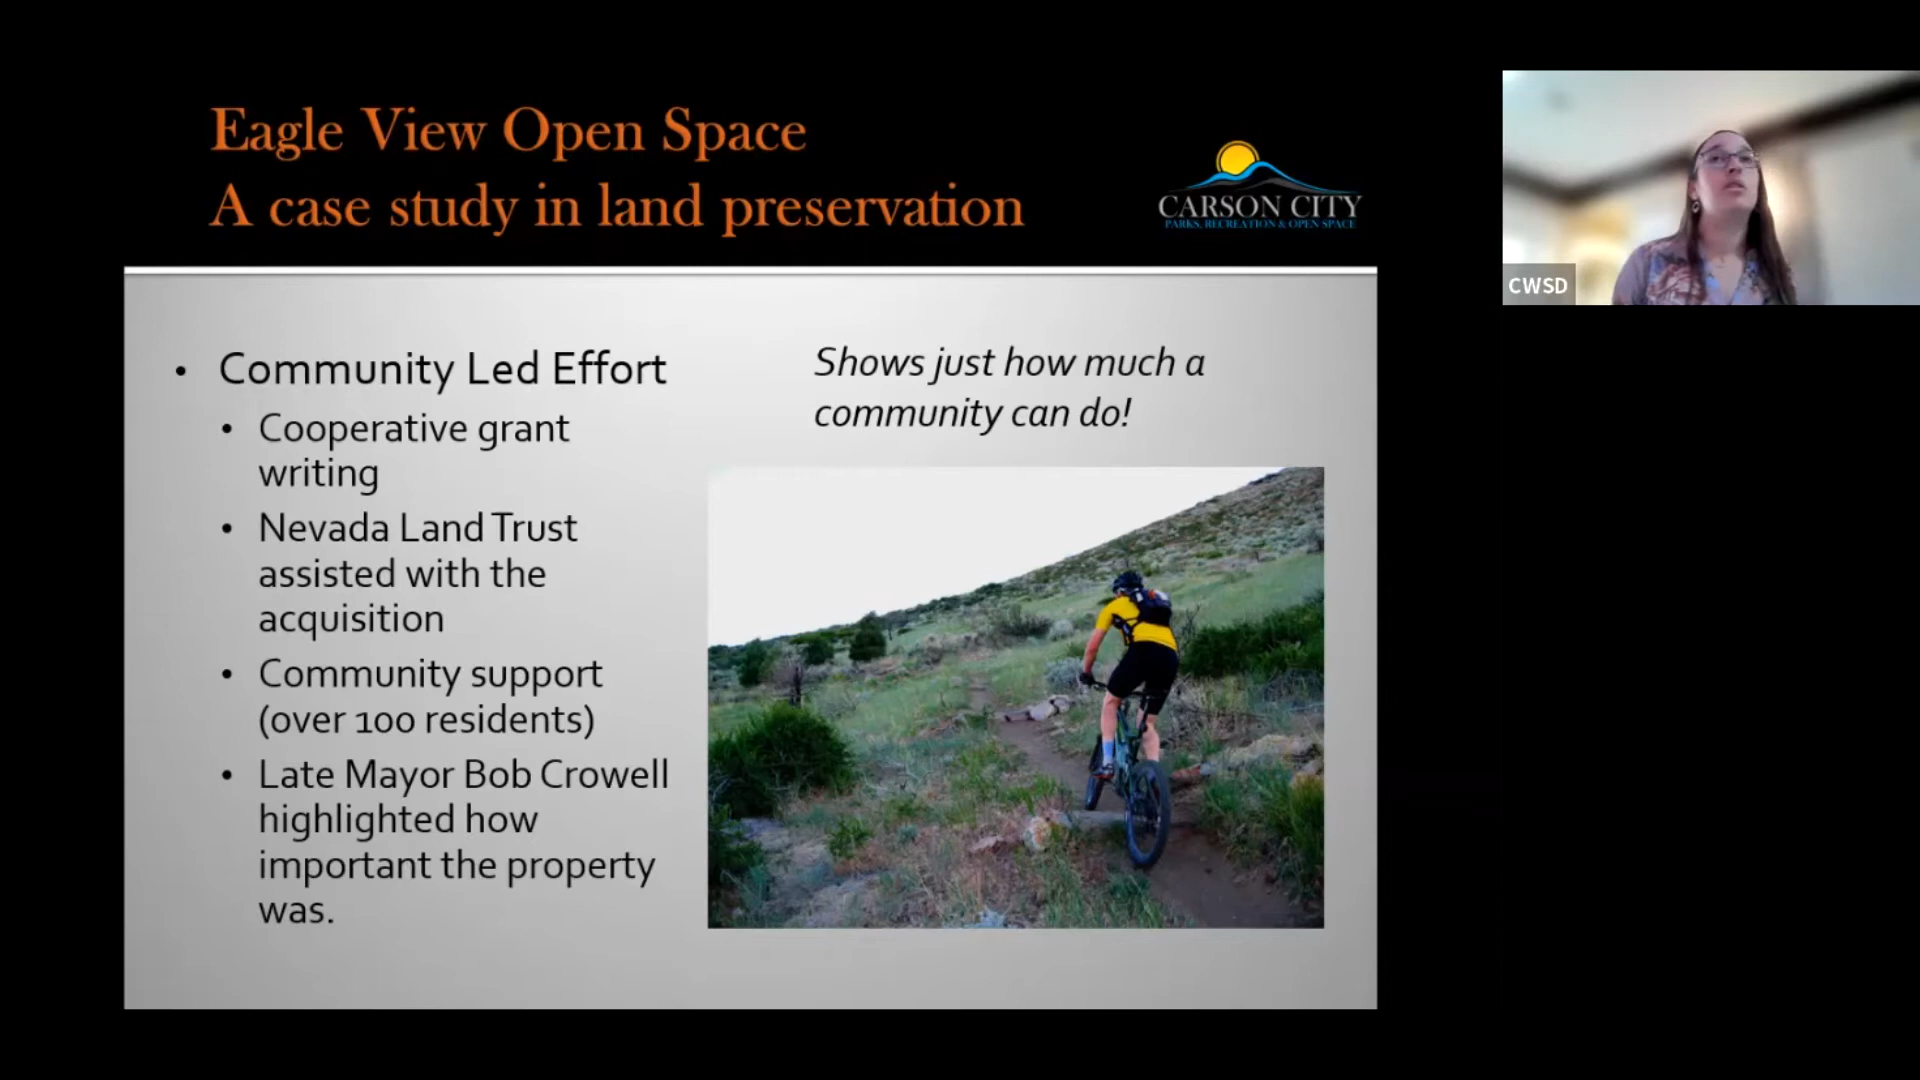 Eagle View Open Space
A case study in land preservation
CARSON CITY
PARKS, RECREATION & OPEN SPACE
CWSD
• Community Led Effort
• Cooperative grant
writing
• Nevada Land Trust
assisted with the
acquisition
• Community support
(over 100 residents)
• Late Mayor Bob Crowell
highlighted how
important the property
was.
Shows just how much a
community can do!